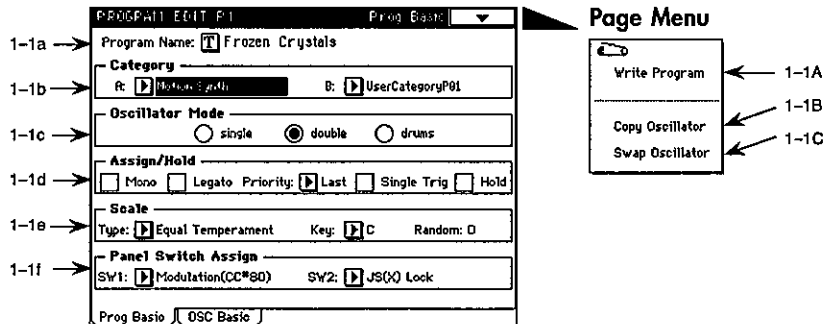 PROGRAM EDIT P1 Prog Basic
Page Menu
1-1a Program Name: T Frozen Crystals
Category
1-1b A: Motion Synth B: UserCategoryP01
Oscillator Mode
1-1c single double drums
Assign/Hold
1-1d Mono Legato Priority: Last Single Trig Hold
Scale
1-1e Type: Equal Temperament Key: C Random: 0
Panel Switch Assign
1-1f SW1: Modulation(CC#80) SW2: JS(X) Lock
Prog Basic OSC Basic
Write Program 1-1A
Copy Oscillator 1-1B
Swap Oscillator 1-1C